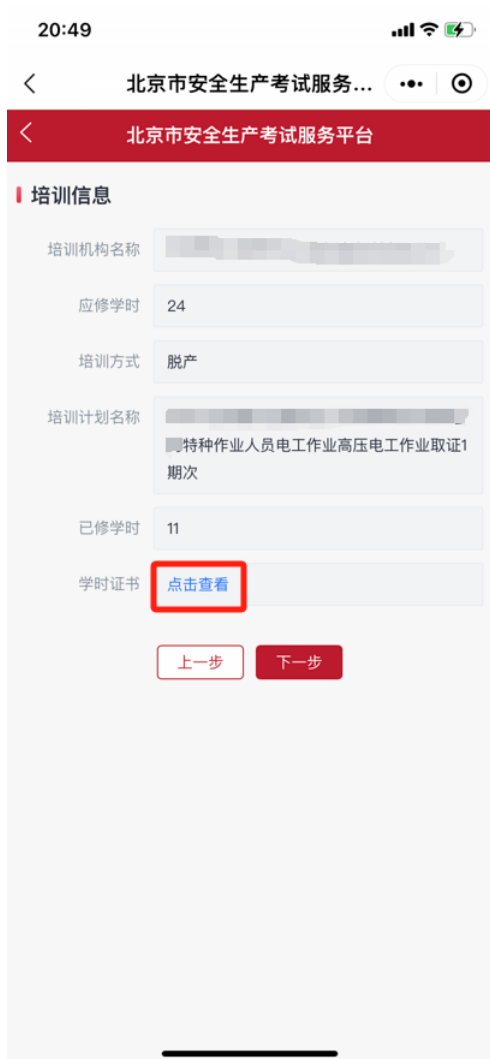 20:49
北京市安全生产考试服务...
北京市安全生产考试服务平台
培训信息
培训机构名称
应修学时 24
培训方式 脱产
培训计划名称
特种作业人员电工作业高压电工作业取证1
期次
已修学时 11
学时证书 点击查看
上一步 下一步